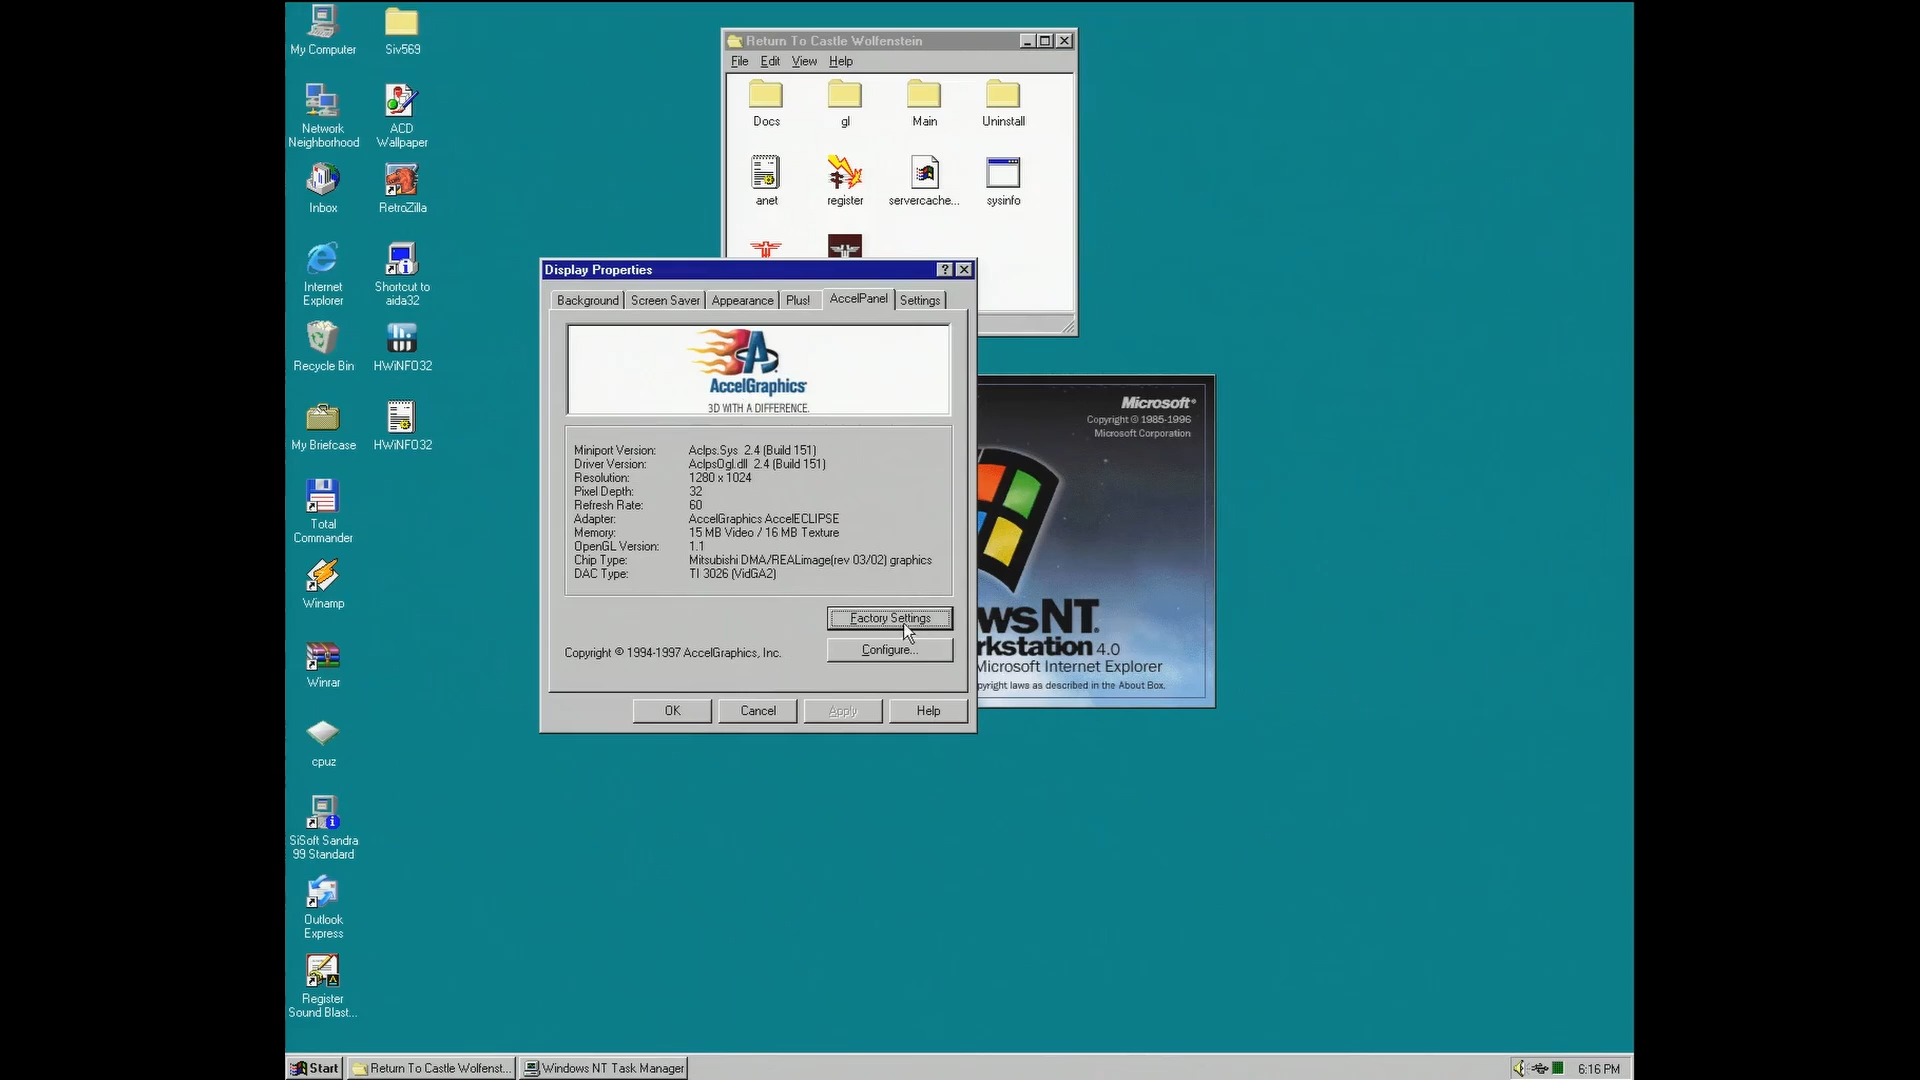 My Computer
Siv569
Network
Neighborhood
ACD
Wallpaper
Inbox
RetroZilla
Internet
Explorer
Shortcut to
aida32
Recycle Bin
HWiNFO32
My Briefcase
HWiNFO32
Total
Commander
Winamp
Winrar
cpuz
SiSoft Sandra
99 Standard
Outlook
Express
Register
Sound Blast...
Return To Castle Wolfenstein
File Edit View Help
Docs
gl
Main
Uninstall
anet
register
servercache...
sysinfo
Display Properties
Background
Screen Saver
Appearance
Plus!
AccelPanel
Settings
AccelGraphics
3D WITH A DIFFERENCE.
Miniport Version: Aclps.Sys 2.4 (Build 151)
Driver Version: AclpsOgl.dll 2.4 (Build 151)
Resolution: 1280 x 1024
Pixel Depth: 32
Refresh Rate: 60
Adapter: AccelGraphics AccelECLIPSE
Memory: 15 MB Video / 16 MB Texture
OpenGL Version: 1.1
Chip Type: Mitsubishi DMA/REALimage(rev 03/02) graphics
DAC Type: TI 3026 (VidGA2)
Factory Settings
Copyright © 1994-1997 AccelGraphics, Inc.
Configure...
OK
Cancel
Apply
Help
Microsoft
Copyright © 1985-1996
Microsoft Corporation
wsNT
rkstation 4.0
Microsoft Internet Explorer
pyright laws as described in the About Box.
Start
Return To Castle Wolfenst...
Windows NT Task Manager
6:16 PM